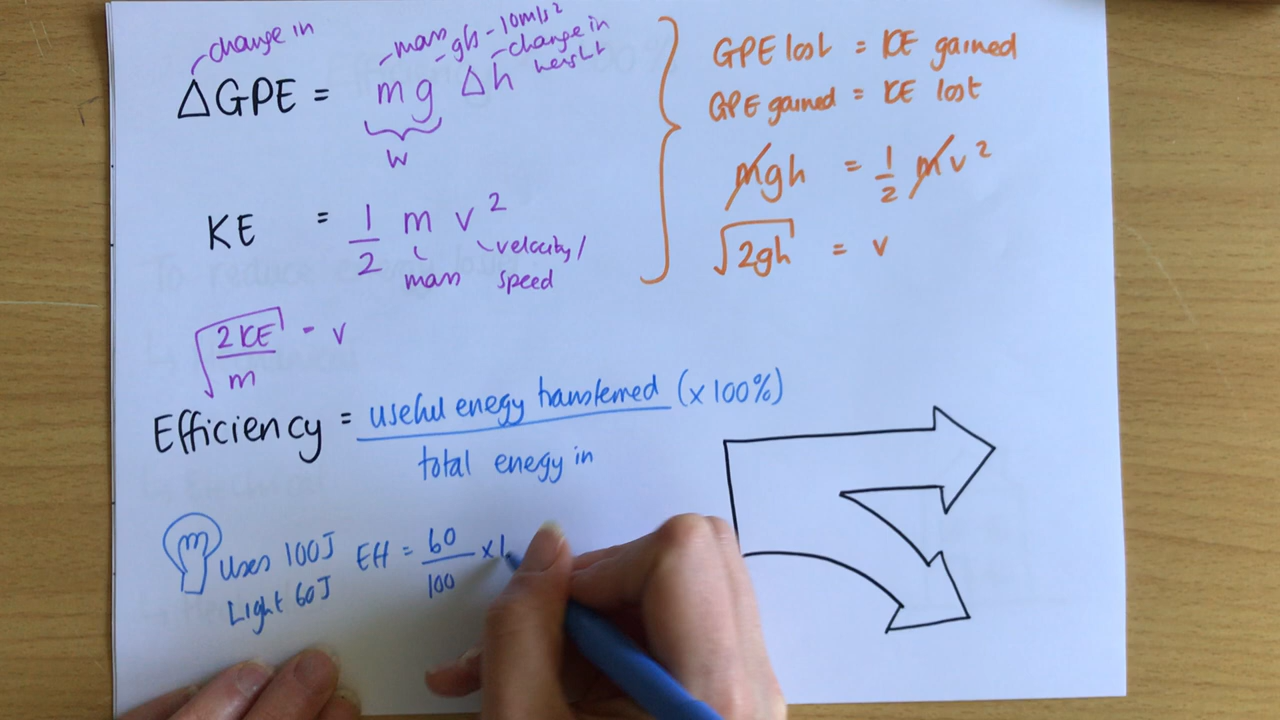 change in
mass g's - 10m/s² change in height
ΔGPE = mg Δh
W
KE = 1/2 m v²
mass velocity/
speed
√2KE/m = v
GPE lost = KE gained
GPE gained = KE lost
mgh = 1/2 mv²
√2gh = v
Efficiency = useful energy transferred (x 100%)
total energy in
Uses 100J Eff = 60/100 x1
Light 60J